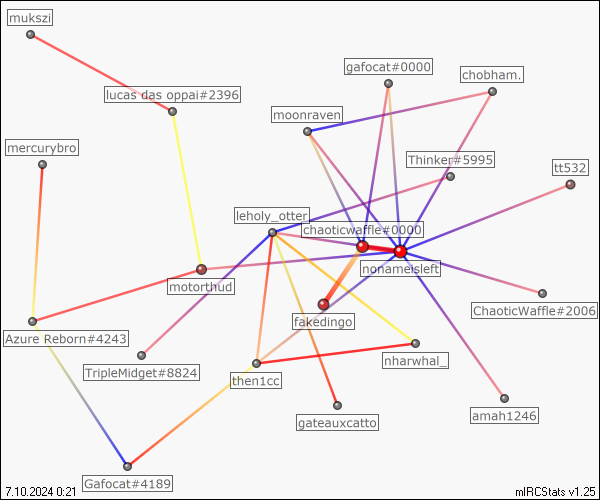 mukszi
gafocat#0000
chobham.
lucas das oppai#2396
moonraven
mercurybro
Thinker#5995
tt532
leholy_otter
chaoticwaffle#0000
nonameisleft
motorthud
ChaoticWaffle#2006
fakedingo
Azure Reborn#4243
nharwhal_
TripleMidget#8824
then1cc
amah1246
gateauxcatto
Gafocat#4189
7.10.2024 0:21
mIRCStats v1.25